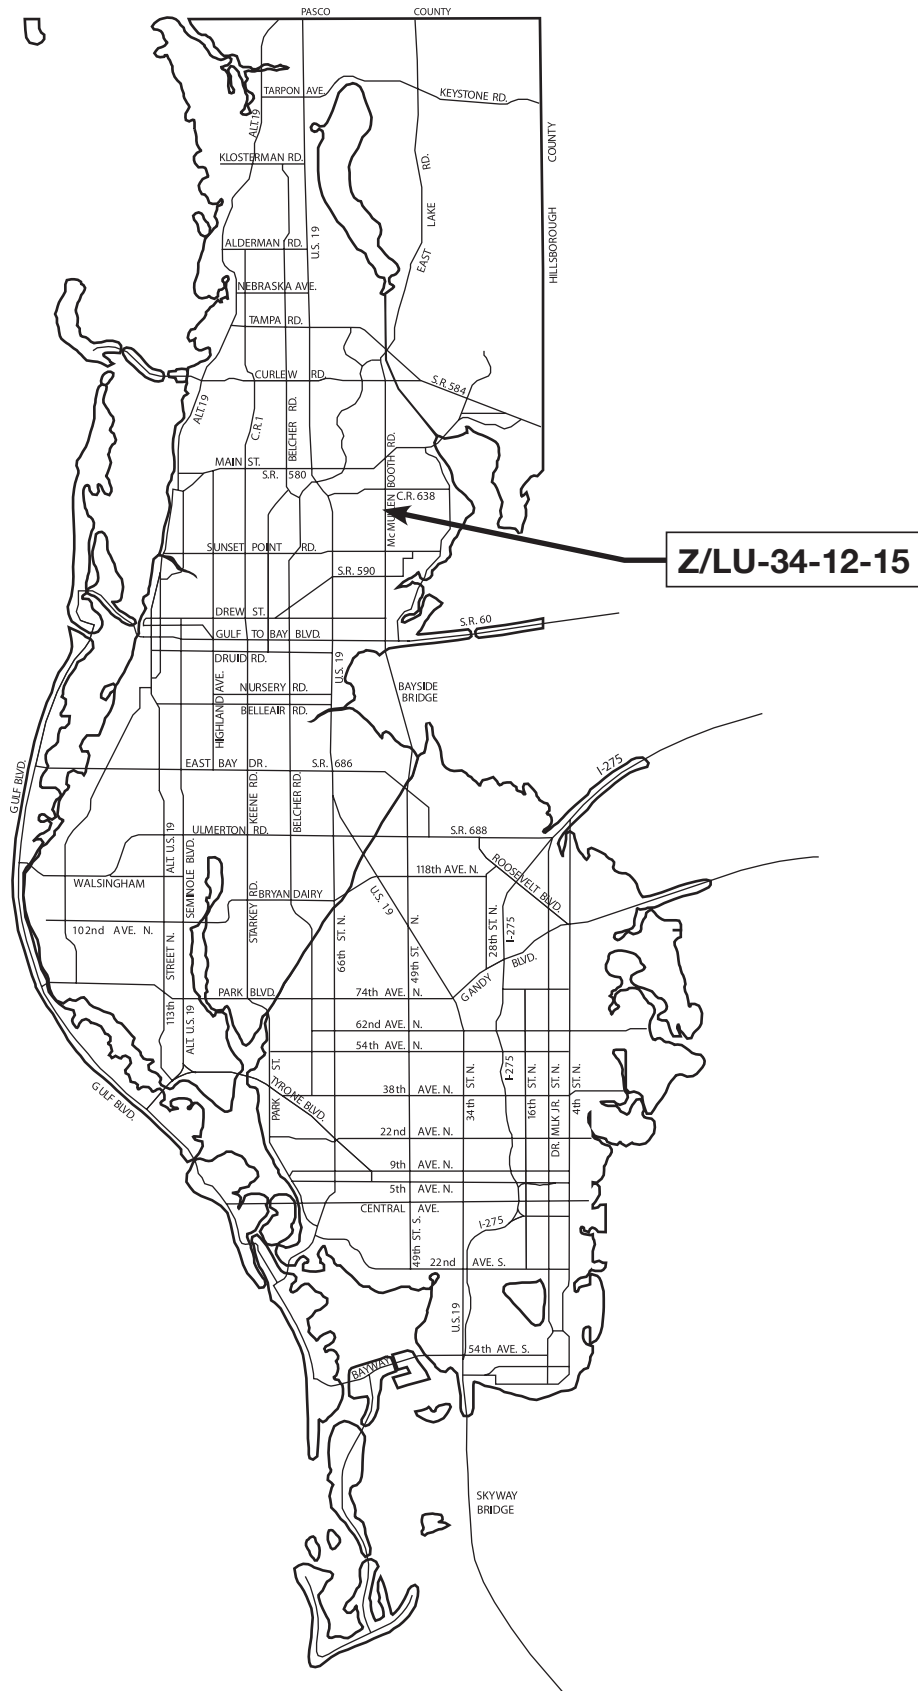 PASCO COUNTY
TARPON AVE.
KEYSTONE RD.
ALT.19
COUNTY
HILLSBOROUGH
KLOSTERMAN RD.
EAST LAKE RD.
U.S. 19
ALDERMAN RD.
NEBRASKA AVE.
TAMPA RD.
CURLEW RD.
S.R. 584
ALT.19
C.R.1
BELCHER RD.
MAIN ST.
S.R. 580
McMULLEN BOOTH RD.
C.R. 638
SUNSET POINT RD.
Z/LU-34-12-15
S.R. 590
DREW ST.
S.R. 60
GULF TO BAY BLVD.
DRUID RD.
U.S. 19
NURSERY RD.
BAYSIDE
BRIDGE
BELLEAIR RD.
HIGHLAND AVE.
GULF BLVD.
EAST BAY DR.
S.R. 686
I-275
KEENE RD.
BELCHER RD.
ULMERTON RD.
S.R. 688
ALT. U.S. 19
SEMINOLE BLVD.
WALSINGHAM
118th AVE. N.
ROOSEVELT BLVD.
U.S. 19
BRYAN DAIRY
STARKEY RD.
102nd AVE. N.
66th ST. N.
49th ST. N.
28th ST. N.
I-275
GANDY BLVD.
113th STREET N.
PARK BLVD.
74th AVE. N.
ALT. U.S. 19
62nd AVE. N.
54th AVE. N.
PARK ST.
TYRONE BLVD.
38th AVE. N.
34th ST. N.
I-275
16th ST. N.
DR. MLK JR. ST. N.
4th ST. N.
GULF BLVD.
22nd AVE. N.
9th AVE. N.
5th AVE. N.
CENTRAL AVE.
I-275
49th ST. S.
22nd AVE. S.
U.S.19
54th AVE. S.
BAYWAY
SKYWAY
BRIDGE